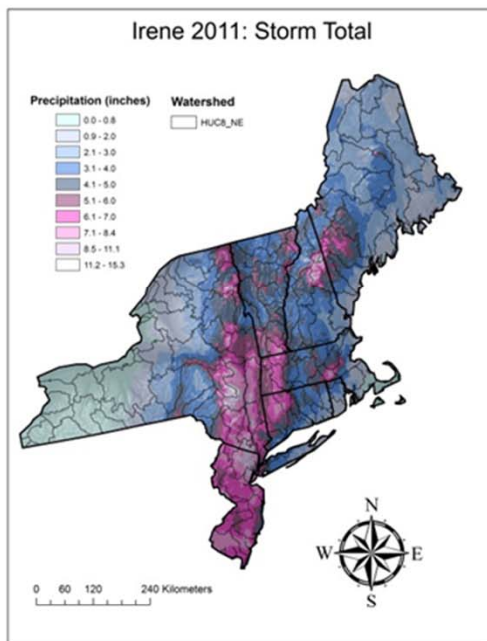 Irene 2011: Storm Total
Precipitation (inches)
0.0 - 0.8
0.9 - 2.0
2.1 - 3.0
3.1 - 4.0
4.1 - 5.0
5.1 - 6.0
6.1 - 7.0
7.1 - 8.4
8.5 - 11.1
11.2 - 15.3
Watershed
HUC8_NE
N
W E
S
0 60 120 240 Kilometers